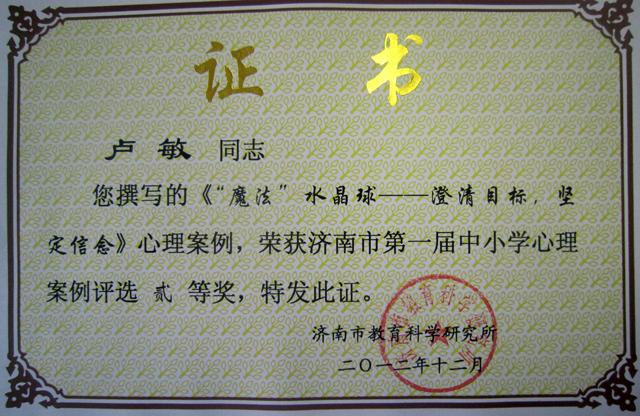 证 书
卢敏 同志
您撰写的《“魔法”水晶球——澄清目标，坚
定信念》心理案例，荣获济南市第一届中小学心理
案例评选 贰 等奖，特发此证。
济南市教育科学研究所
二〇一二年十二月